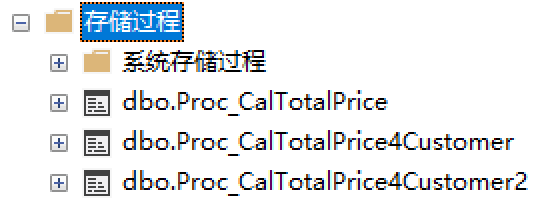 存储过程
系统存储过程
dbo.Proc_CalTotalPrice
dbo.Proc_CalTotalPrice4Customer
dbo.Proc_CalTotalPrice4Customer2